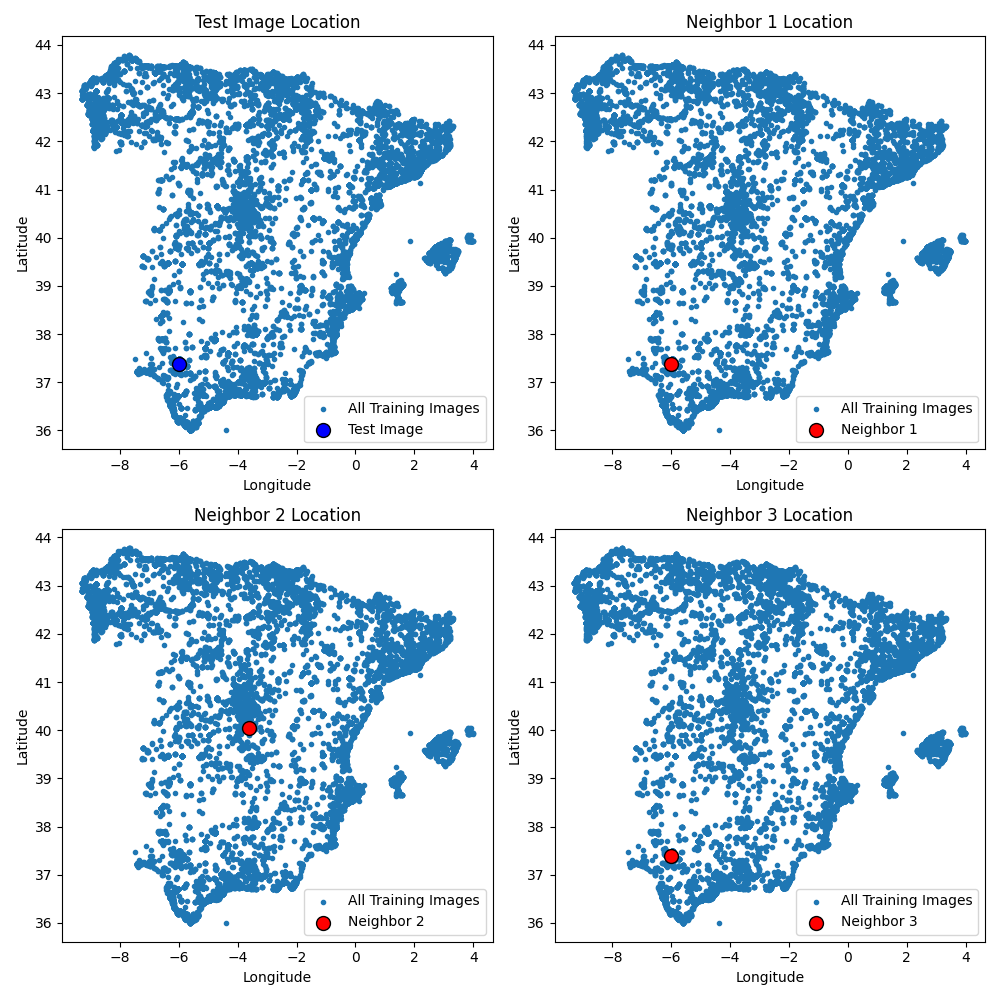 Test Image Location
44
43
42
41
40
39
38
37
36
Latitude
−8 −6 −4 −2 0 2 4
Longitude
All Training Images
Test Image
Neighbor 1 Location
44
43
42
41
40
39
38
37
36
Latitude
−8 −6 −4 −2 0 2 4
Longitude
All Training Images
Neighbor 1
Neighbor 2 Location
44
43
42
41
40
39
38
37
36
Latitude
−8 −6 −4 −2 0 2 4
Longitude
All Training Images
Neighbor 2
Neighbor 3 Location
44
43
42
41
40
39
38
37
36
Latitude
−8 −6 −4 −2 0 2 4
Longitude
All Training Images
Neighbor 3